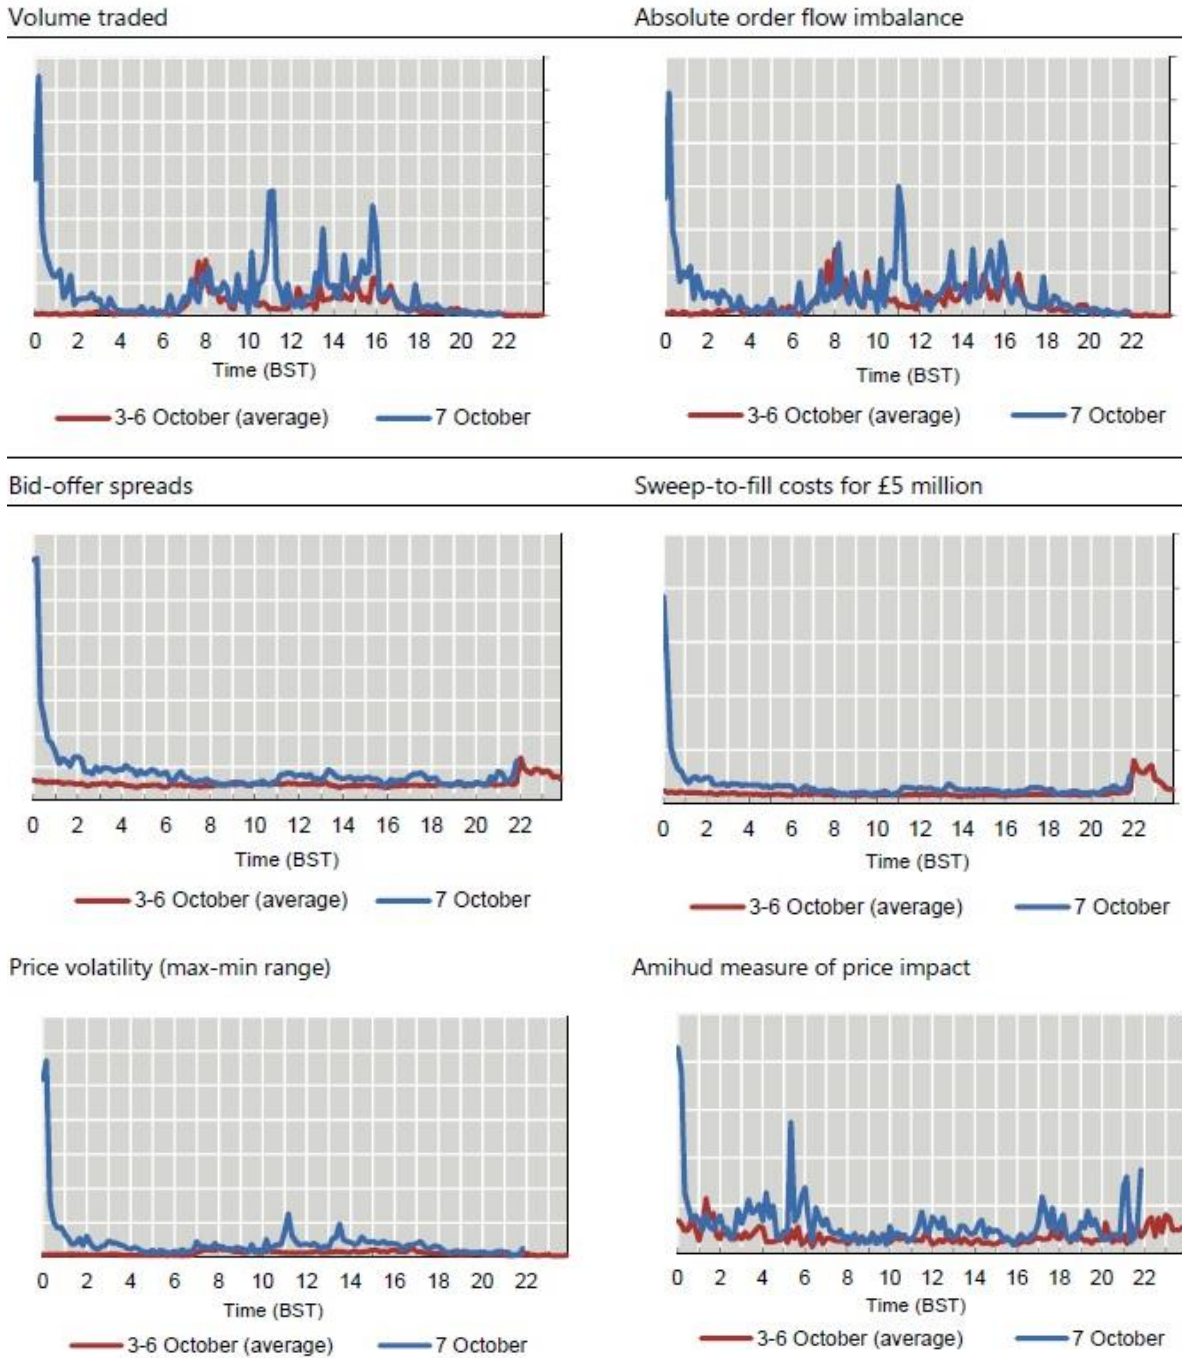 Volume traded
Absolute order flow imbalance
0 2 4 6 8 10 12 14 16 18 20 22
Time (BST)
3-6 October (average) 7 October
0 2 4 6 8 10 12 14 16 18 20 22
Time (BST)
3-6 October (average) 7 October
Bid-offer spreads
Sweep-to-fill costs for £5 million
0 2 4 6 8 10 12 14 16 18 20 22
Time (BST)
3-6 October (average) 7 October
0 2 4 6 8 10 12 14 16 18 20 22
Time (BST)
3-6 October (average) 7 October
Price volatility (max-min range)
Amihud measure of price impact
0 2 4 6 8 10 12 14 16 18 20 22
Time (BST)
3-6 October (average) 7 October
0 2 4 6 8 10 12 14 16 18 20 22
Time (BST)
3-6 October (average) 7 October